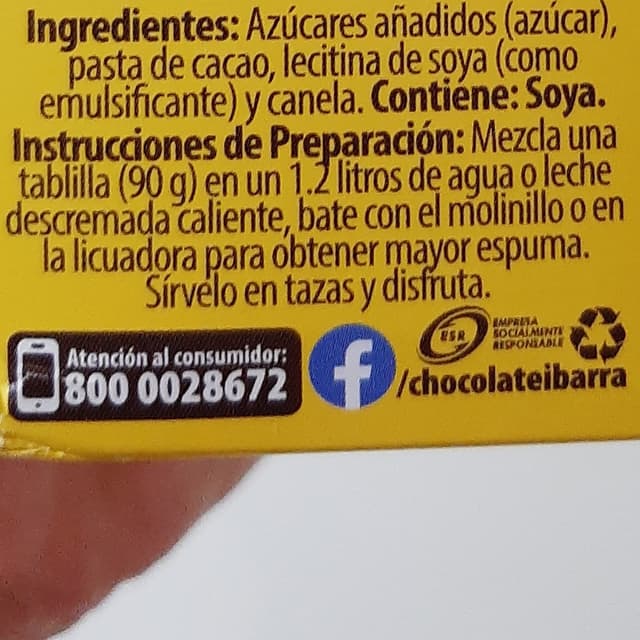 Ingredientes: Azúcares añadidos (azúcar),
pasta de cacao, lecitina de soya (como
emulsificante) y canela. Contiene: Soya.
Instrucciones de Preparación: Mezcla una
tablilla (90 g) en un 1.2 litros de agua o leche
descremada caliente, bate con el molinillo o en
la licuadora para obtener mayor espuma.
Sírvelo en tazas y disfruta.
Atención al consumidor:
800 0028672
f
ESR
EMPRESA
SOCIALMENTE
RESPONSABLE
/chocolateibarra